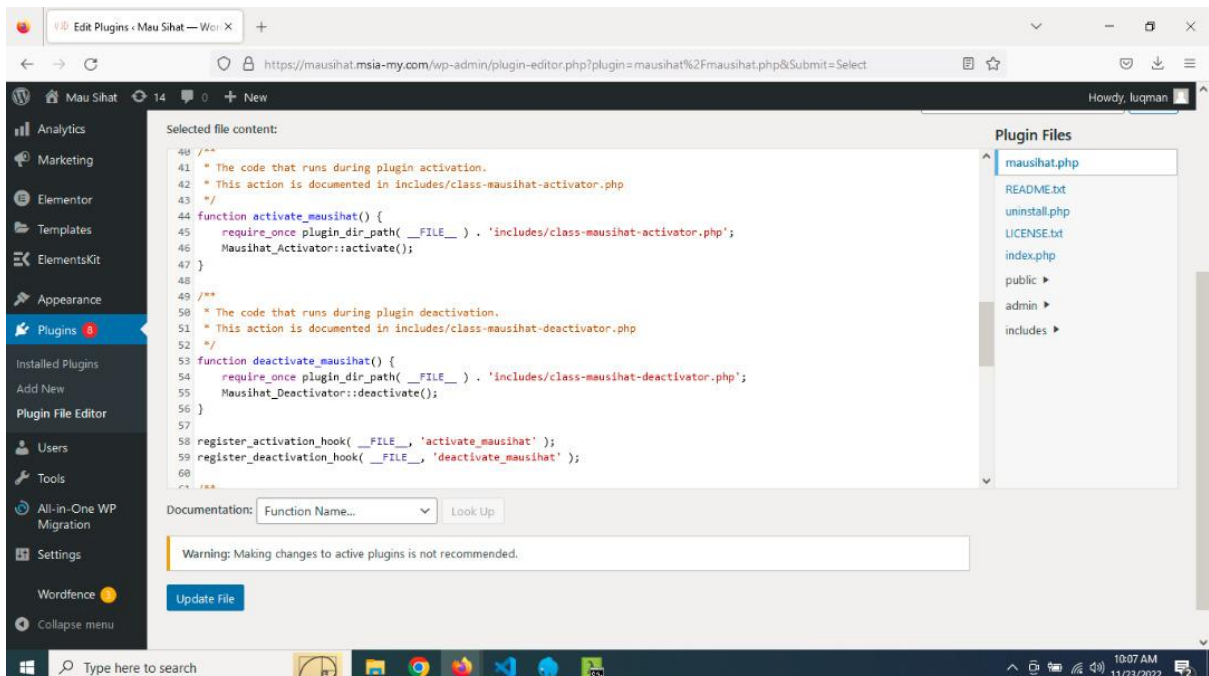 Edit Plugins ‹ Mau Sihat — Wor
https://mausihat.msia-my.com/wp-admin/plugin-editor.php?plugin=mausihat%2Fmausihat.php&Submit=Select
Mau Sihat 14 0 + New
Howdy, luqman
Analytics
Marketing
Elementor
Templates
ElementsKit
Appearance
Plugins 8
Installed Plugins
Add New
Plugin File Editor
Users
Tools
All-in-One WP
Migration
Settings
Wordfence 3
Collapse menu
Selected file content:
40 /**
41 * The code that runs during plugin activation.
42 * This action is documented in includes/class-mausihat-activator.php
43 */
44 function activate_mausihat() {
45 require_once plugin_dir_path( __FILE__ ) . 'includes/class-mausihat-activator.php';
46 Mausihat_Activator::activate();
47 }
48
49 /**
50 * The code that runs during plugin deactivation.
51 * This action is documented in includes/class-mausihat-deactivator.php
52 */
53 function deactivate_mausihat() {
54 require_once plugin_dir_path( __FILE__ ) . 'includes/class-mausihat-deactivator.php';
55 Mausihat_Deactivator::deactivate();
56 }
57
58 register_activation_hook( __FILE__, 'activate_mausihat' );
59 register_deactivation_hook( __FILE__, 'deactivate_mausihat' );
60
61 /**
Documentation: Function Name... Look Up
Warning: Making changes to active plugins is not recommended.
Update File
Plugin Files
mausihat.php
README.txt
uninstall.php
LICENSE.txt
index.php
public
admin
includes
Type here to search
10:07 AM
11/23/2022